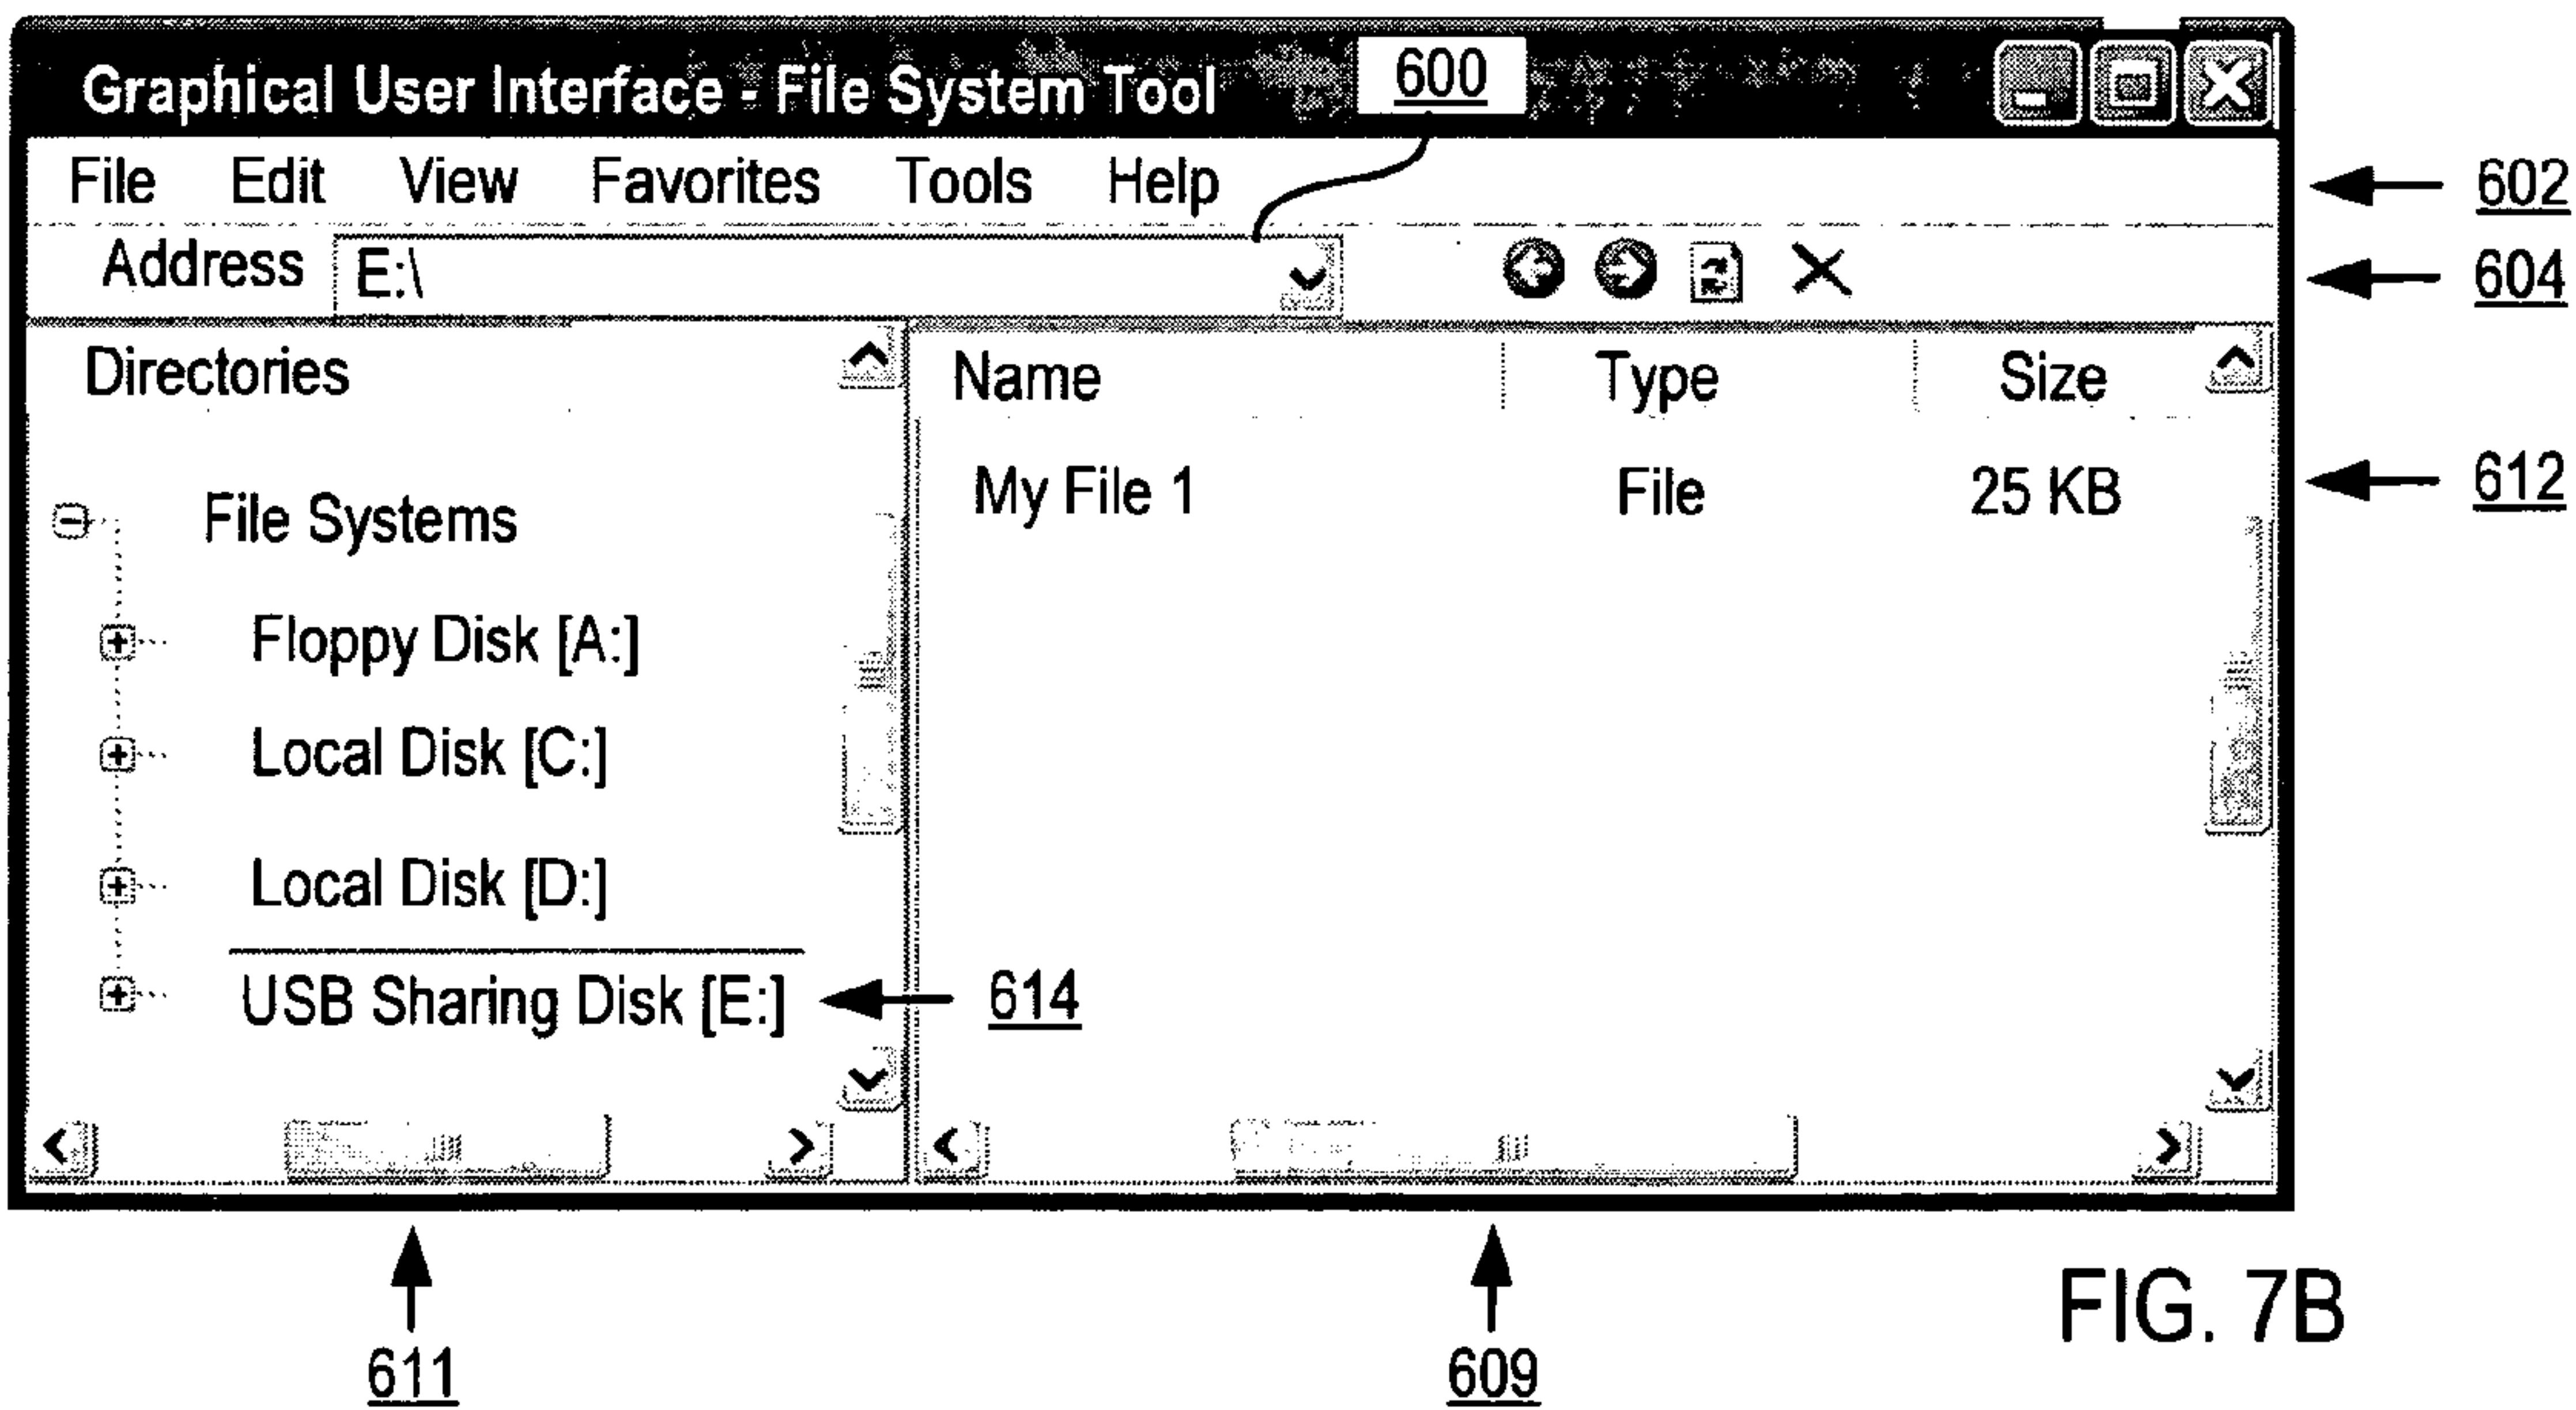 Graphical User Interface - File System Tool 600
File Edit View Favorites Tools Help 602
Address E:\ 604
Directories Name Type Size
My File 1 File 25 KB 612
File Systems
Floppy Disk [A:]
Local Disk [C:]
Local Disk [D:]
USB Sharing Disk [E:] 614
611 609
FIG. 7B